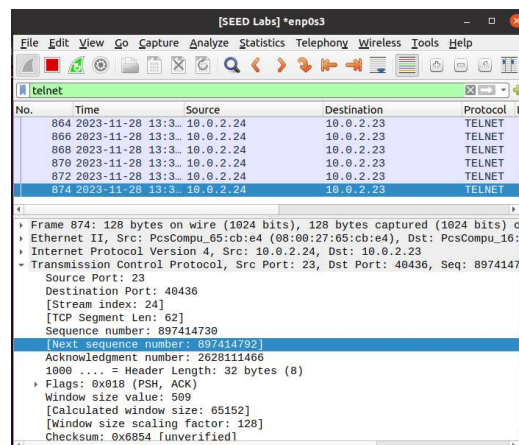 [SEED Labs] *enp0s3
File Edit View Go Capture Analyze Statistics Telephony Wireless Tools Help
telnet
No. Time Source Destination Protocol
864 2023-11-28 13:3… 10.0.2.24 10.0.2.23 TELNET
866 2023-11-28 13:3… 10.0.2.24 10.0.2.23 TELNET
868 2023-11-28 13:3… 10.0.2.24 10.0.2.23 TELNET
870 2023-11-28 13:3… 10.0.2.24 10.0.2.23 TELNET
872 2023-11-28 13:3… 10.0.2.24 10.0.2.23 TELNET
874 2023-11-28 13:3… 10.0.2.24 10.0.2.23 TELNET
Frame 874: 128 bytes on wire (1024 bits), 128 bytes captured (1024 bits) o
Ethernet II, Src: PcsCompu_65:cb:e4 (08:00:27:65:cb:e4), Dst: PcsCompu_16:
Internet Protocol Version 4, Src: 10.0.2.24, Dst: 10.0.2.23
Transmission Control Protocol, Src Port: 23, Dst Port: 40436, Seq: 8974147
Source Port: 23
Destination Port: 40436
[Stream index: 24]
[TCP Segment Len: 62]
Sequence number: 897414730
[Next sequence number: 897414792]
Acknowledgment number: 2628111466
1000 .... = Header Length: 32 bytes (8)
Flags: 0x018 (PSH, ACK)
Window size value: 509
[Calculated window size: 65152]
[Window size scaling factor: 128]
Checksum: 0x6854 [unverified]